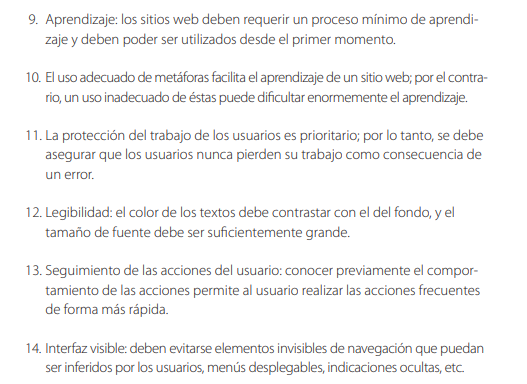 9. Aprendizaje: los sitios web deben requerir un proceso mínimo de aprendi-
zaje y deben poder ser utilizados desde el primer momento.
10. El uso adecuado de metáforas facilita el aprendizaje de un sitio web; por el contra-
rio, un uso inadecuado de éstas puede dificultar enormemente el aprendizaje.
11. La protección del trabajo de los usuarios es prioritario; por lo tanto, se debe
asegurar que los usuarios nunca pierden su trabajo como consecuencia de
un error.
12. Legibilidad: el color de los textos debe contrastar con el del fondo, y el
tamaño de fuente debe ser suficientemente grande.
13. Seguimiento de las acciones del usuario: conocer previamente el compor-
tamiento de las acciones permite al usuario realizar las acciones frecuentes
de forma más rápida.
14. Interfaz visible: deben evitarse elementos invisibles de navegación que puedan
ser inferidos por los usuarios, menús desplegables, indicaciones ocultas, etc.